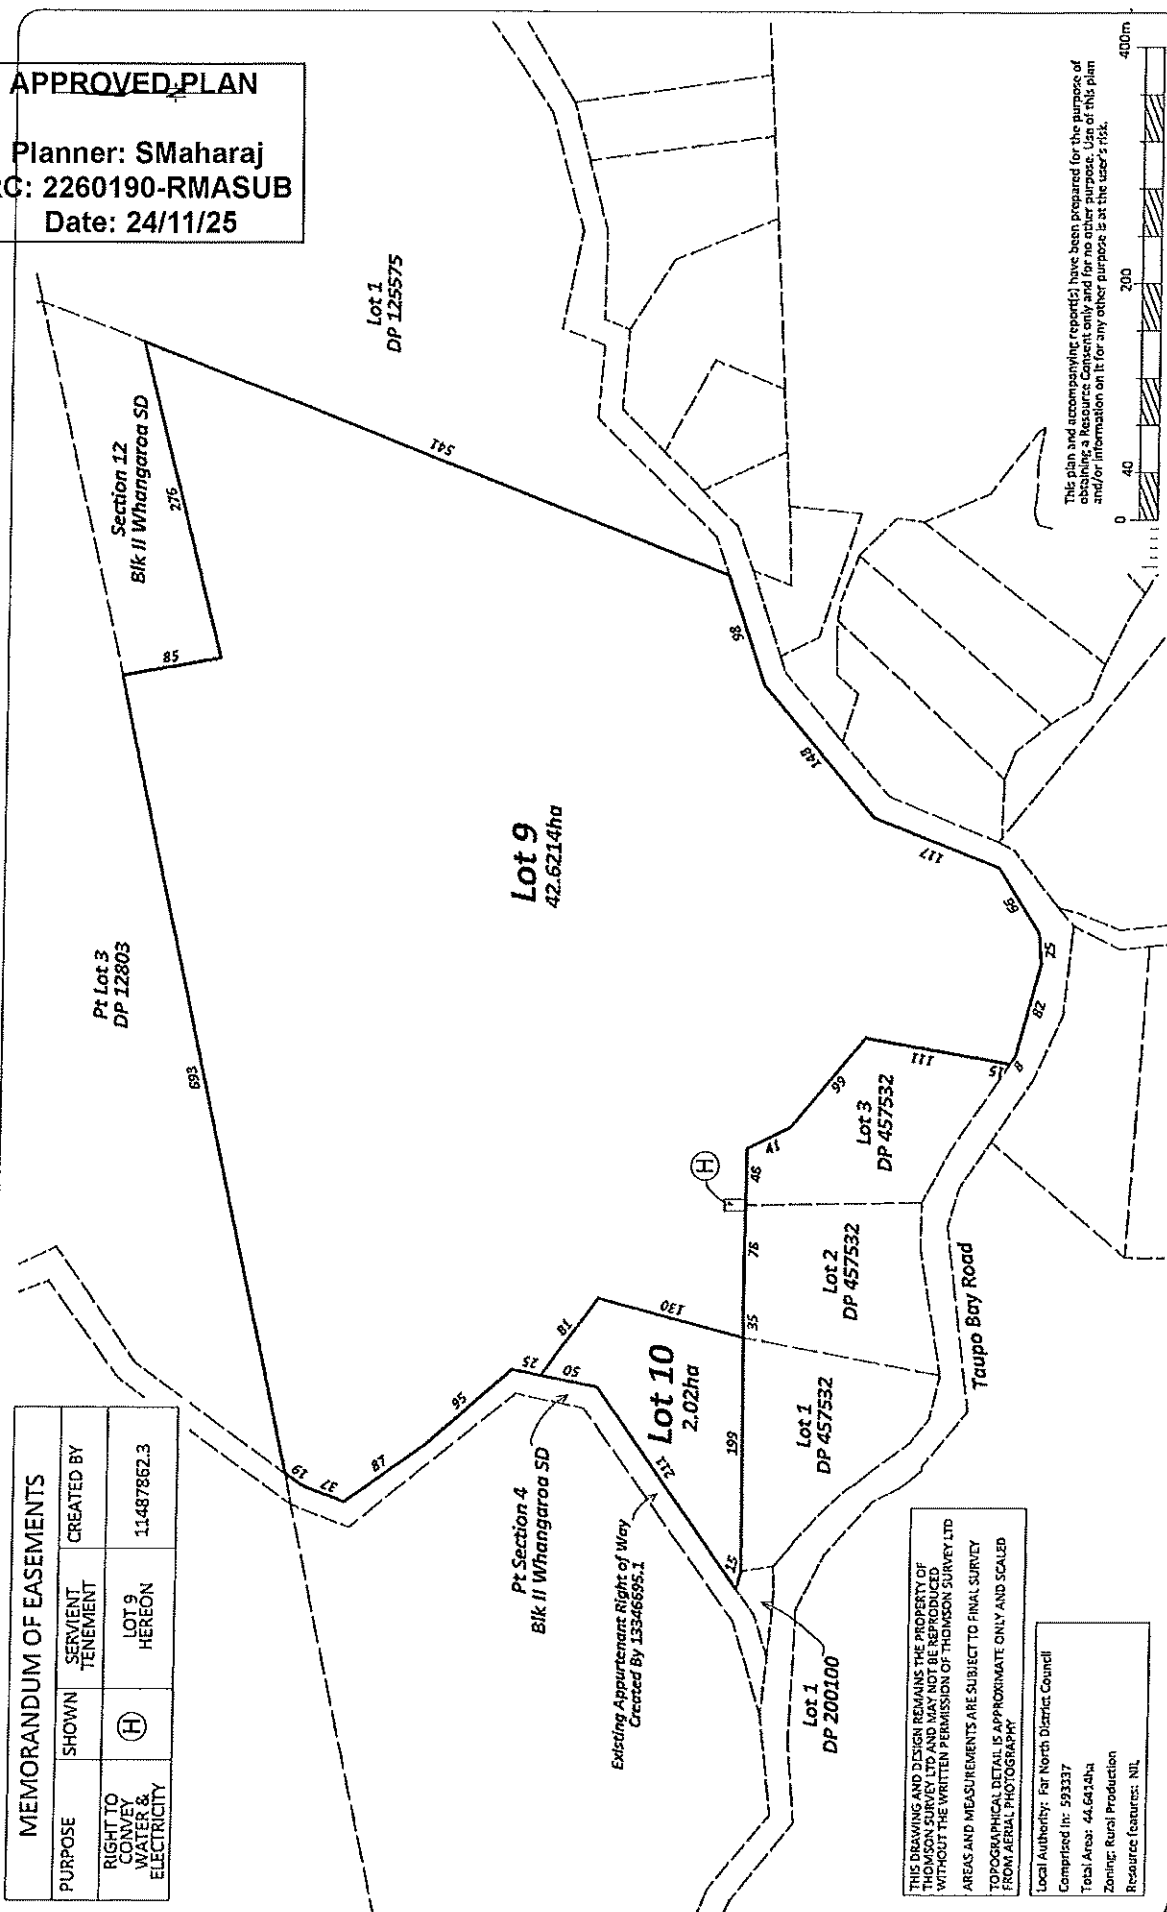 APPROVED PLAN
Planner: SMaharaj
RC: 2260190-RMASUB
Date: 24/11/25
MEMORANDUM OF EASEMENTS
PURPOSE
SHOWN
SERVIENT
TENEMENT
CREATED BY
RIGHT TO
CONVEY
WATER &
ELECTRICITY
H
LOT 9
HEREON
11487862.3
Pt Lot 3
DP 12803
Section 12
Blk II Whangaroa SD
Lot 1
DP 125575
693
85
276
541
Lot 9
42.6214ha
98
143
117
66
25
82
8
15
111
99
41
46
H
76
35
130
81
25
50
95
87
37
19
Pt Section 4
Blk II Whangaroa SD
Existing Appurtenant Right of Way
Created By 13346695.1
211
Lot 10
2.02ha
199
15
Lot 1
DP 457532
Lot 2
DP 457532
Lot 3
DP 457532
Taupo Bay Road
Lot 1
DP 200100
THIS DRAWING AND DESIGN REMAINS THE PROPERTY OF
THOMSON SURVEY LTD AND MAY NOT BE REPRODUCED
WITHOUT THE WRITTEN PERMISSION OF THOMSON SURVEY LTD
AREAS AND MEASUREMENTS ARE SUBJECT TO FINAL SURVEY
TOPOGRAPHICAL DETAIL IS APPROXIMATE ONLY AND SCALED
FROM AERIAL PHOTOGRAPHY
Local Authority: Far North District Council
Comprised in: 593237
Total Area: 44.6414ha
Zoning: Rural Production
Resource features: NIL
This plan and accompanying report(s) have been prepared for the purpose of
obtaining a Resource Consent only and for no other purpose. Use of this plan
and/or information on it for any other purpose is at the user's risk.
0 40 200 400m